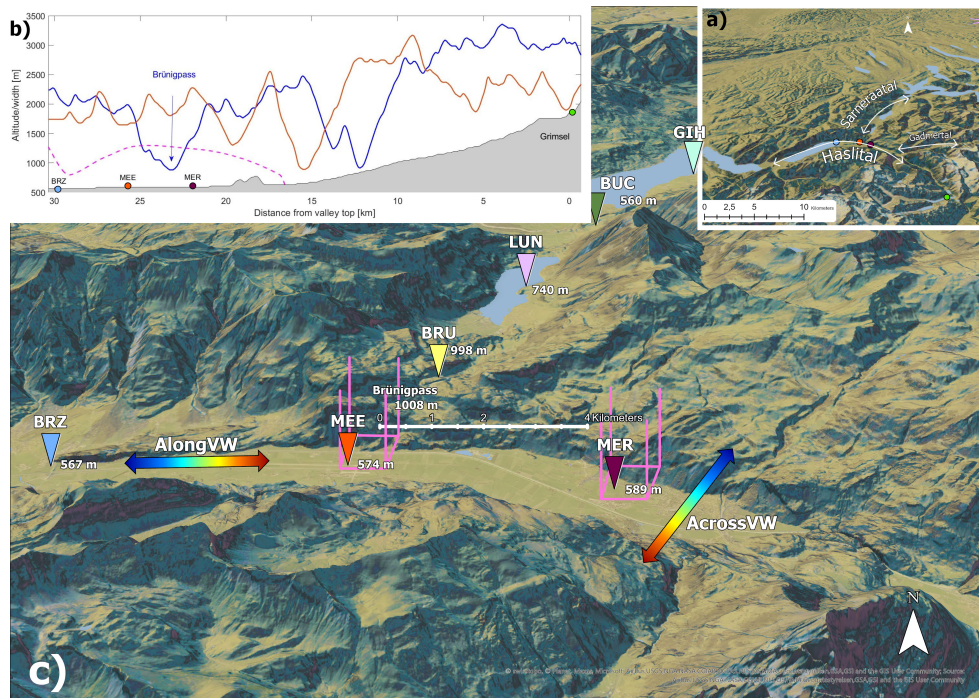 b)
3500
3000
2500
2000
1500
1000
500
Altitude/width [m]
Brünigpass
Grimsel
BRZ
MEE
MER
30
25
20
15
10
5
0
Distance from valley top [km]
a)
Sarneraatal
Gadmertal
Haslital
0
2,5
5
10
Kilometers
GIH
BUC
560 m
LUN
740 m
BRU
998 m
Brünigpass
1008 m
0
1
2
4 Kilometers
BRZ
567 m
AlongVW
MEE
574 m
MER
589 m
AcrossVW
N
c)